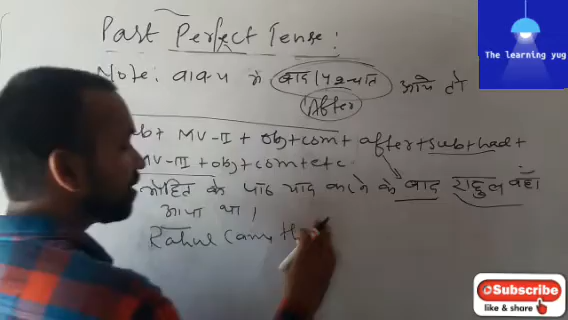 Past Perfect Tense:
Note: वाक्य में बाद/पश्चात आये तो
After
Sub+ MV-II + obj+com+ after+sub+had+
MV-III+obj+com+etc.
मोहित के पाठ याद करने के बाद राहुल वहाँ
आया था।
Rahul Came
The learning yug
Subscribe
like & share